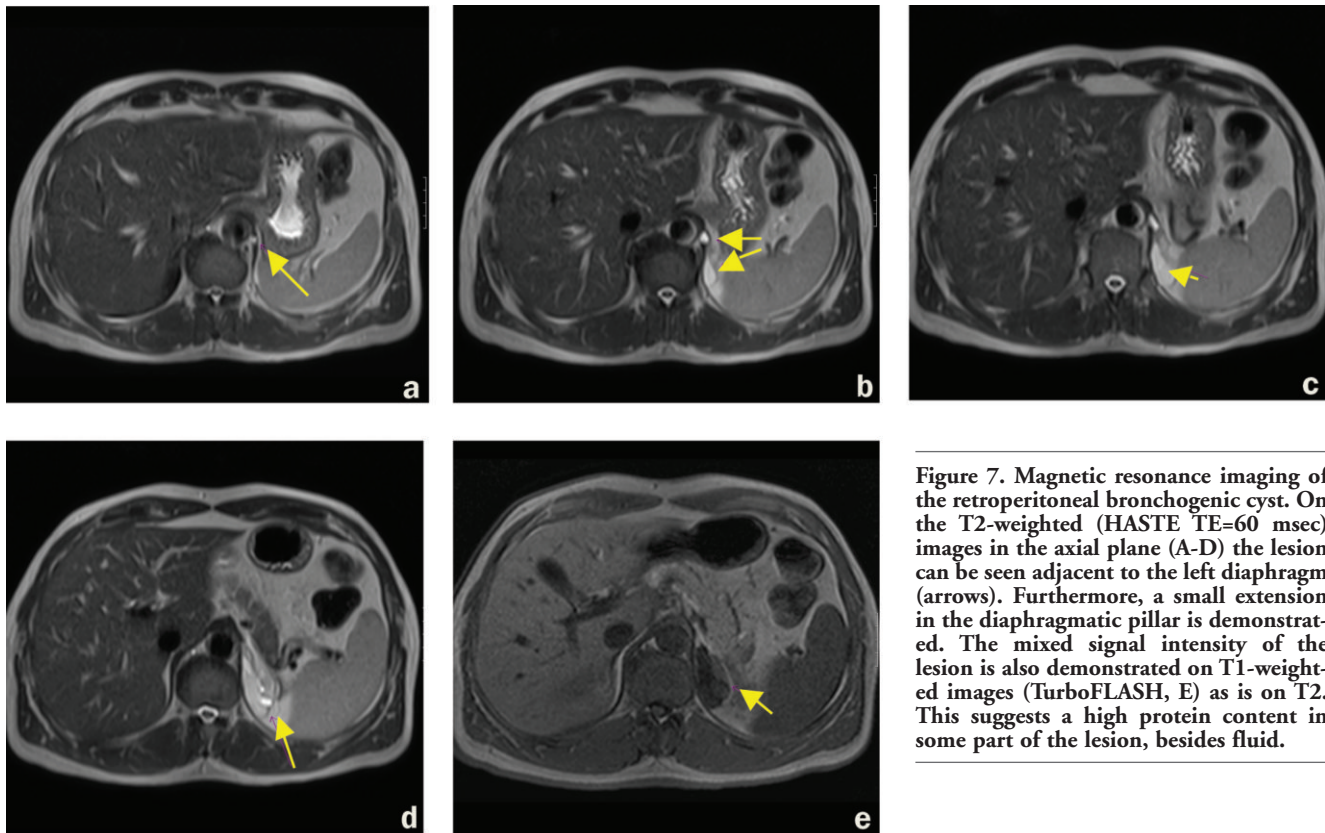 a
b
c
d
e
Figure 7. Magnetic resonance imaging of
the retroperitoneal bronchogenic cyst. On
the T2-weighted (HASTE TE=60 msec)
images in the axial plane (A-D) the lesion
can be seen adjacent to the left diaphragm
(arrows). Furthermore, a small extension
in the diaphragmatic pillar is demonstrat-
ed. The mixed signal intensity of the
lesion is also demonstrated on T1-weight-
ed images (TurboFLASH, E) as is on T2.
This suggests a high protein content in
some part of the lesion, besides fluid.